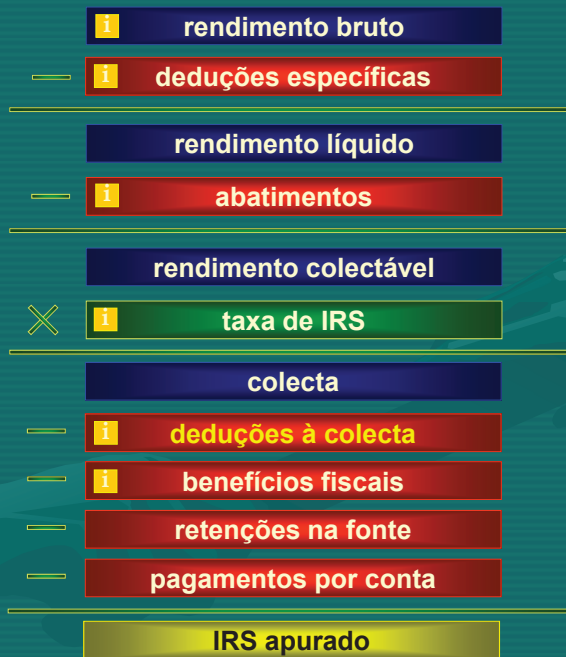 i rendimento bruto
— i deduções específicas
rendimento líquido
— i abatimentos
rendimento colectável
× i taxa de IRS
colecta
— i deduções à colecta
— i benefícios fiscais
— retenções na fonte
— pagamentos por conta
IRS apurado